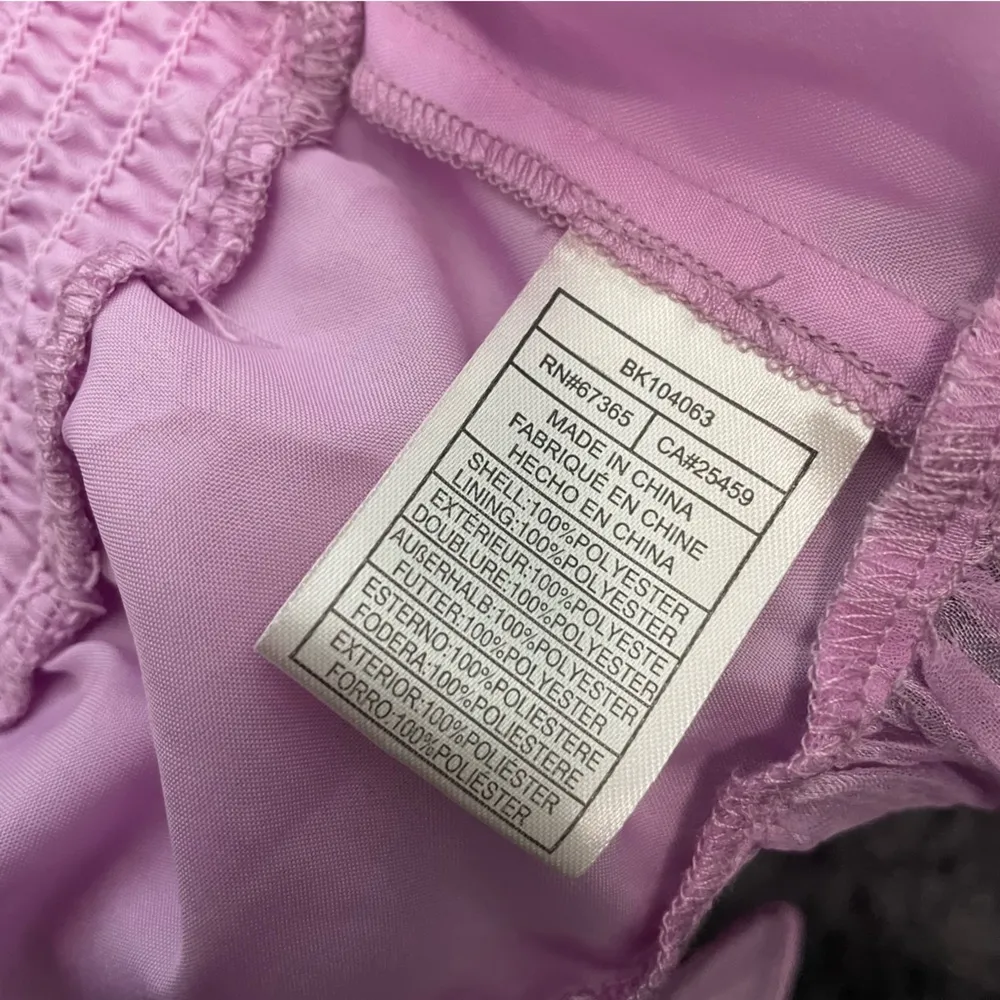 BK104063
RN#67365 CA#25459
MADE IN CHINA
FABRIQUÉ EN CHINE
HECHO EN CHINA
SHELL:100%POLYESTER
LINING:100%POLYESTER
EXTÉRIEUR:100%POLYESTE
DOUBLURE:100%POLYESTER
AUßERHALB:100%POLYESTER
FUTTER:100%POLYESTER
ESTERNO:100%POLIESTERE
FODERA:100%POLIESTERE
EXTERIOR:100%POLIÉSTER
FORRO:100%POLIÉSTER